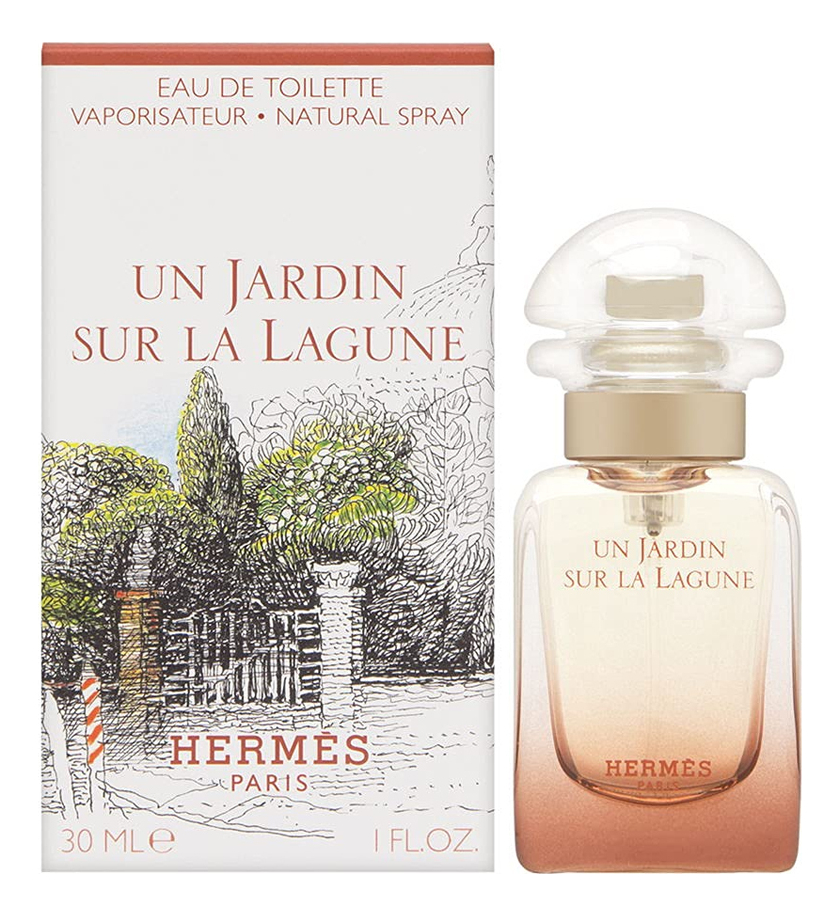 EAU DE TOILETTE
VAPORISATEUR • NATURAL SPRAY
UN JARDIN
SUR LA LAGUNE
HERMÈS
PARIS
30 ML ℮
1 FL.OZ.
UN JARDIN
SUR LA LAGUNE
HERMÈS
PARIS